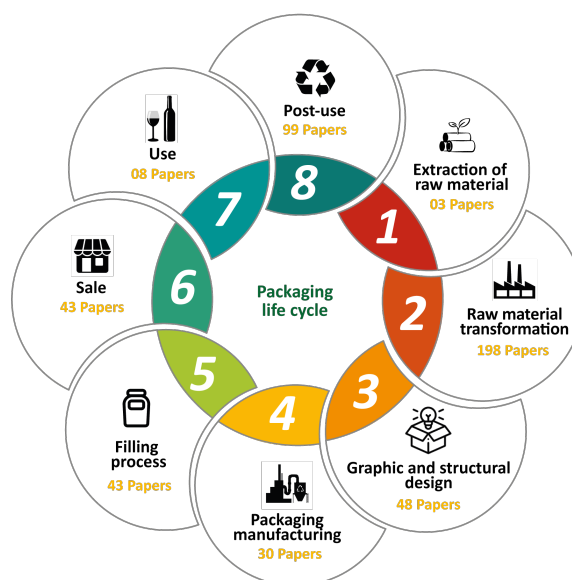 Packaging
life cycle
1
Extraction of
raw material
03 Papers
2
Raw material
transformation
198 Papers
3
Graphic and structural
design
48 Papers
4
Packaging
manufacturing
30 Papers
5
Filling
process
43 Papers
6
Sale
43 Papers
7
Use
08 Papers
8
Post-use
99 Papers